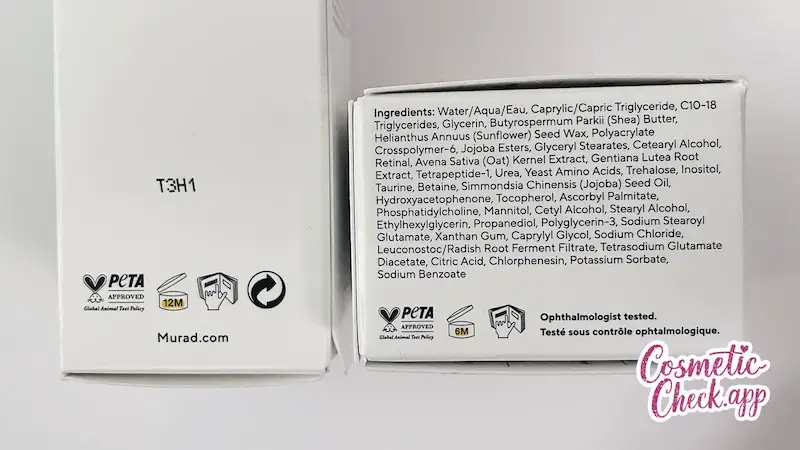 T3H1
PETA
APPROVED
Global Animal Test Policy
12M
Murad.com
Ingredients: Water/Aqua/Eau, Caprylic/Capric Triglyceride, C10-18
Triglycerides, Glycerin, Butyrospermum Parkii (Shea) Butter,
Helianthus Annuus (Sunflower) Seed Wax, Polyacrylate
Crosspolymer-6, Jojoba Esters, Glyceryl Stearates, Cetearyl Alcohol,
Retinal, Avena Sativa (Oat) Kernel Extract, Gentiana Lutea Root
Extract, Tetrapeptide-1, Urea, Yeast Amino Acids, Trehalose, Inositol,
Taurine, Betaine, Simmondsia Chinensis (Jojoba) Seed Oil,
Hydroxyacetophenone, Tocopherol, Ascorbyl Palmitate,
Phosphatidylcholine, Mannitol, Cetyl Alcohol, Stearyl Alcohol,
Ethylhexylglycerin, Propanediol, Polyglycerin-3, Sodium Stearoyl
Glutamate, Xanthan Gum, Caprylyl Glycol, Sodium Chloride,
Leuconostoc/Radish Root Ferment Filtrate, Tetrasodium Glutamate
Diacetate, Citric Acid, Chlorphenesin, Potassium Sorbate,
Sodium Benzoate
PETA
APPROVED
Global Animal Test Policy
6M
Ophthalmologist tested.
Testé sous contrôle ophtalmologique.
Cosmetic
Check.app